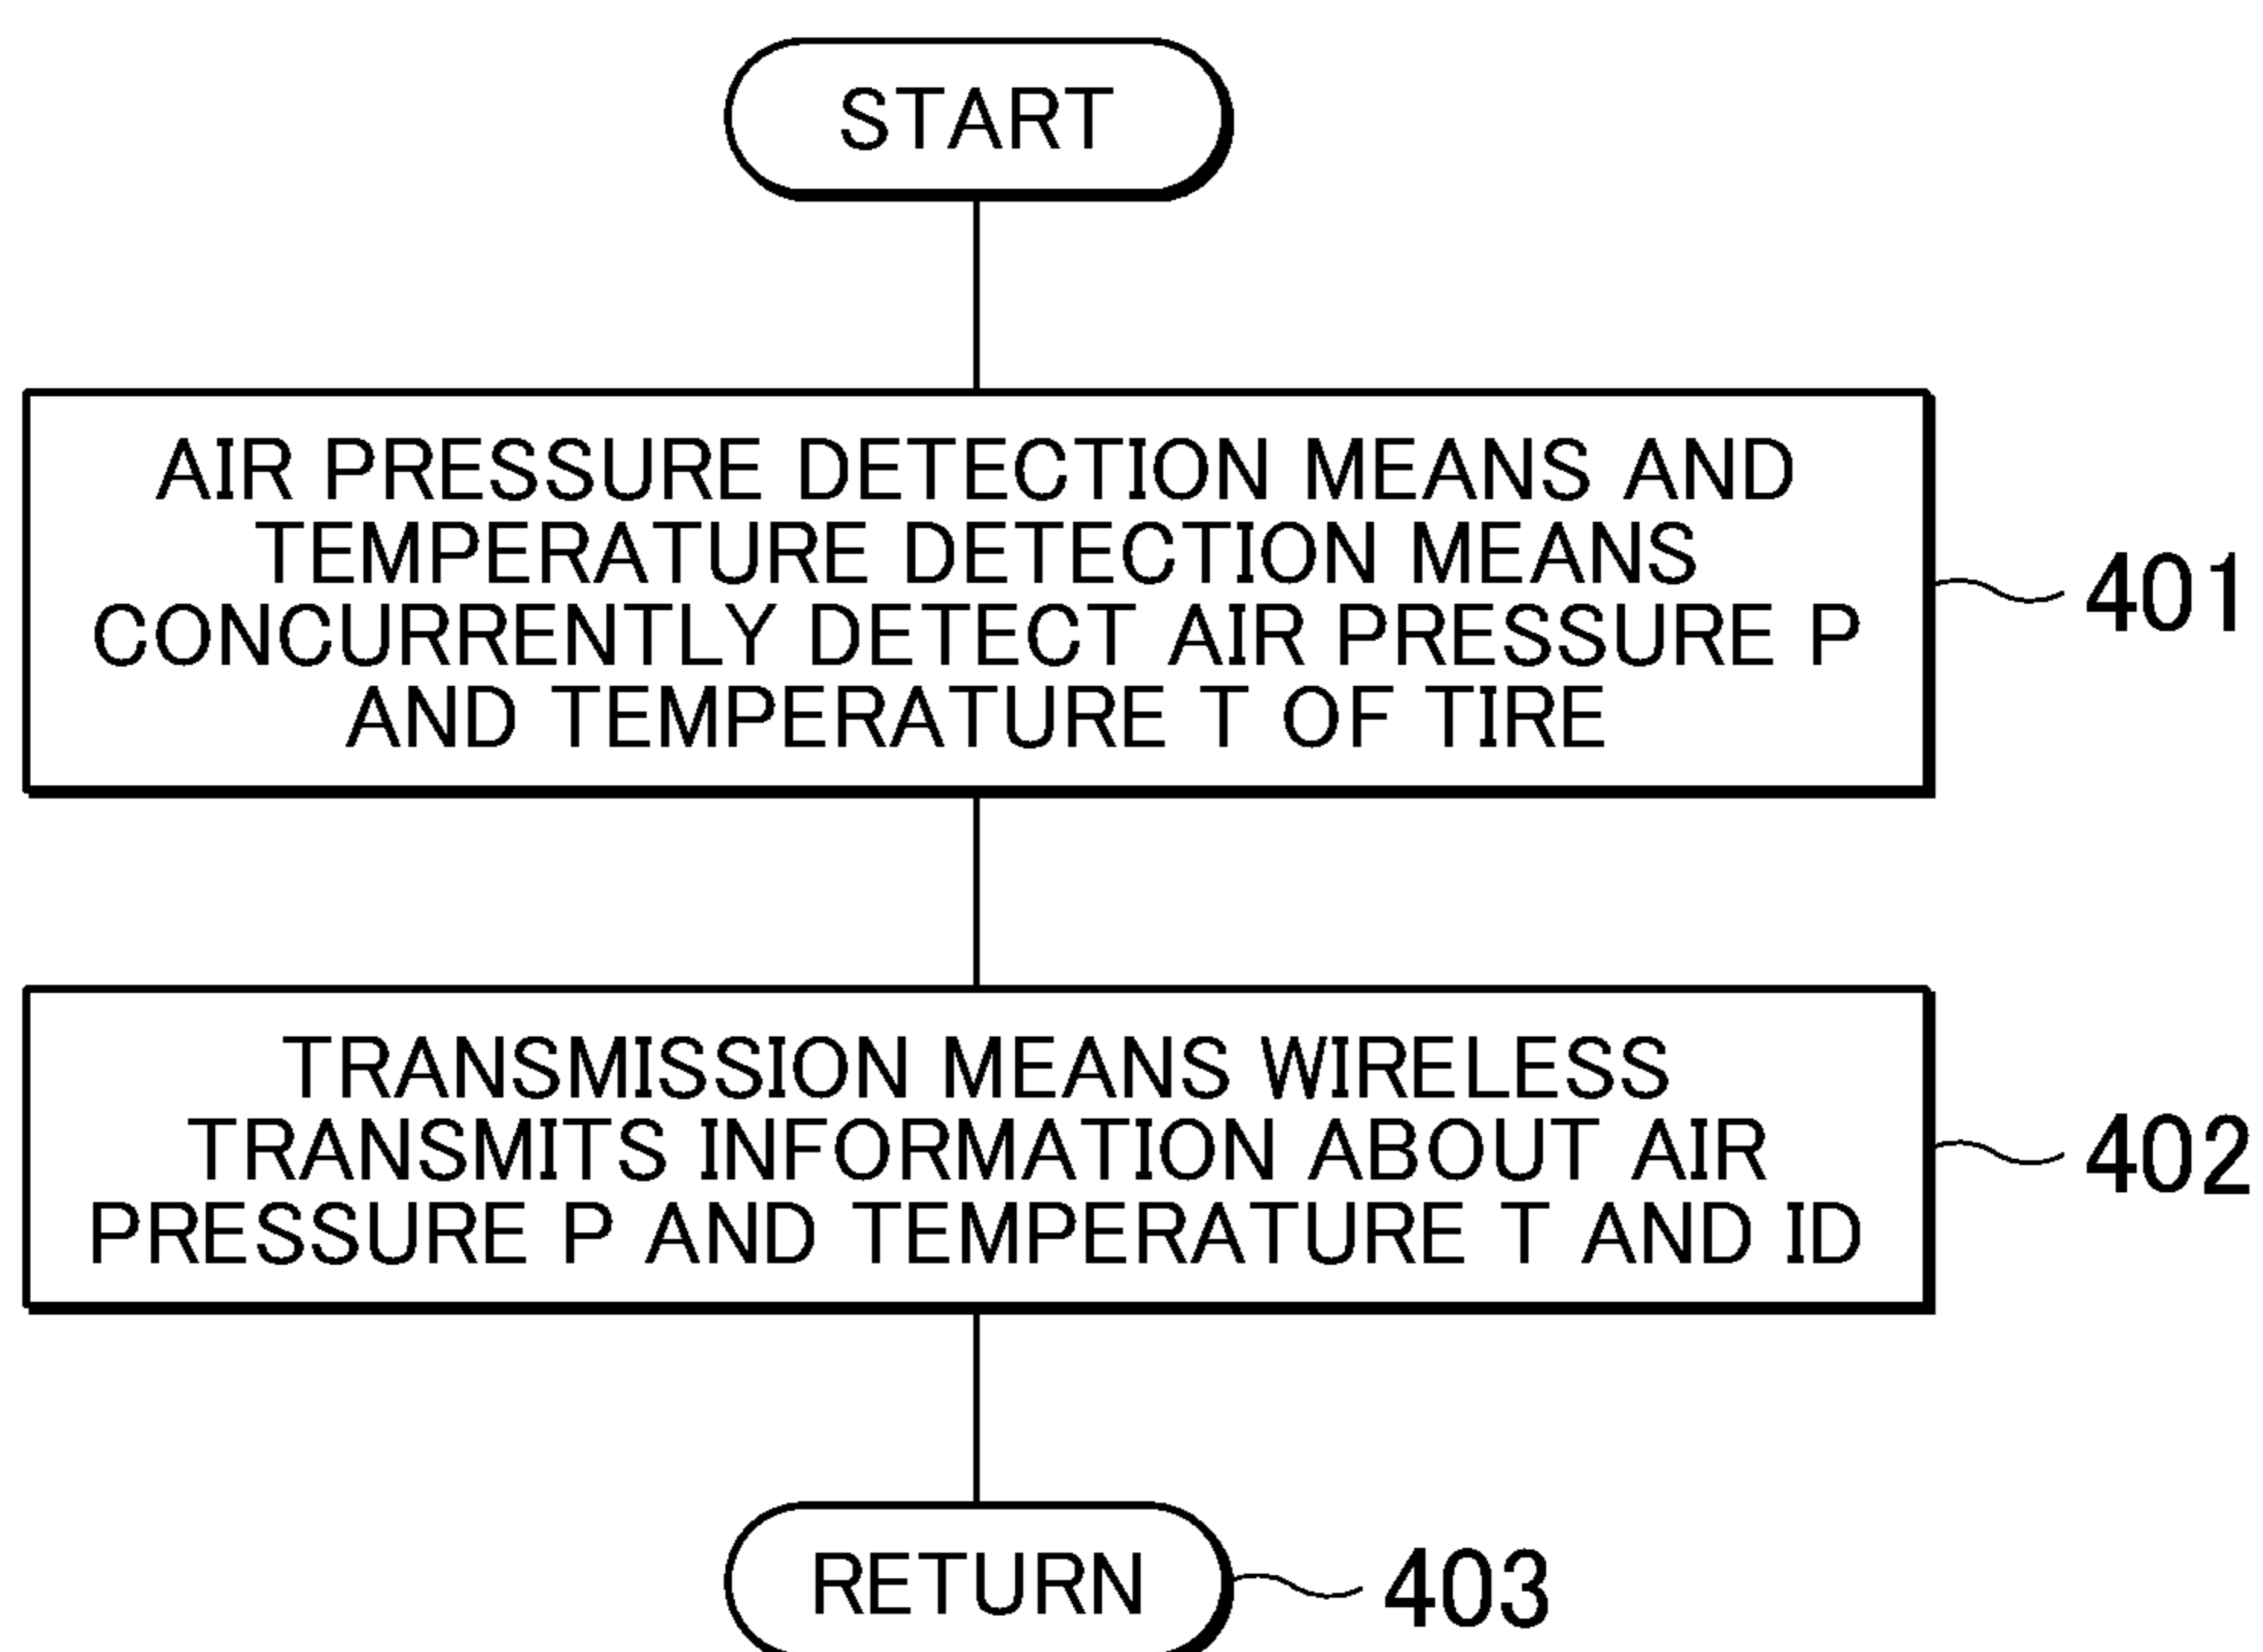 START
AIR PRESSURE DETECTION MEANS AND
TEMPERATURE DETECTION MEANS
CONCURRENTLY DETECT AIR PRESSURE P
AND TEMPERATURE T OF TIRE
401
TRANSMISSION MEANS WIRELESS
TRANSMITS INFORMATION ABOUT AIR
PRESSURE P AND TEMPERATURE T AND ID
402
RETURN
403